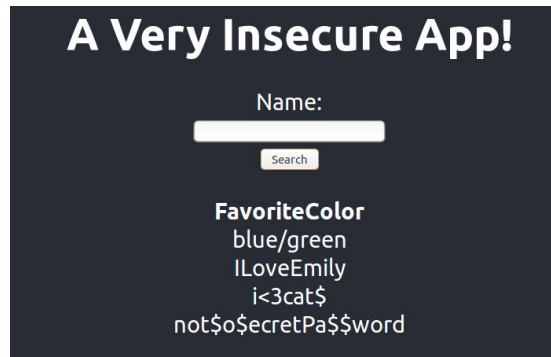 A Very Insecure App!
Name:
Search
FavoriteColor
blue/green
ILoveEmily
i<3cat$
not$o$ecretPa$$word